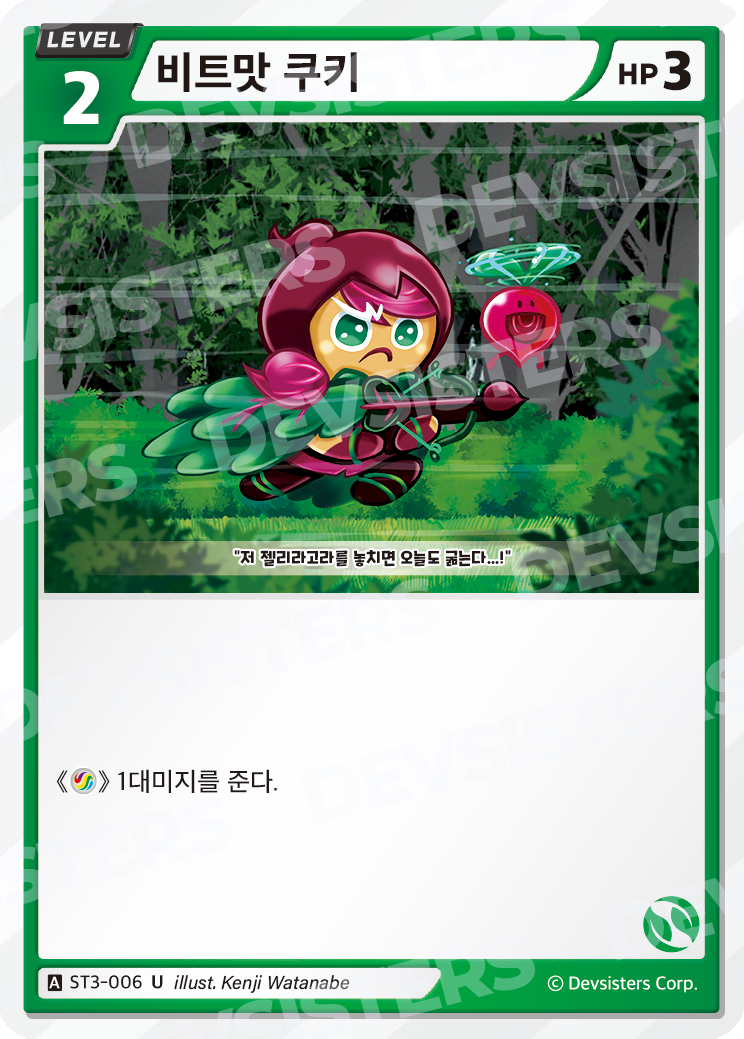 LEVEL
2
비트맛 쿠키
HP 3
"저 젤리라고라를 놓치면 오늘도 굶는다...!"
《 》 1대미지를 준다.
A ST3-006 U illust. Kenji Watanabe
© Devsisters Corp.
DEVSISTERS